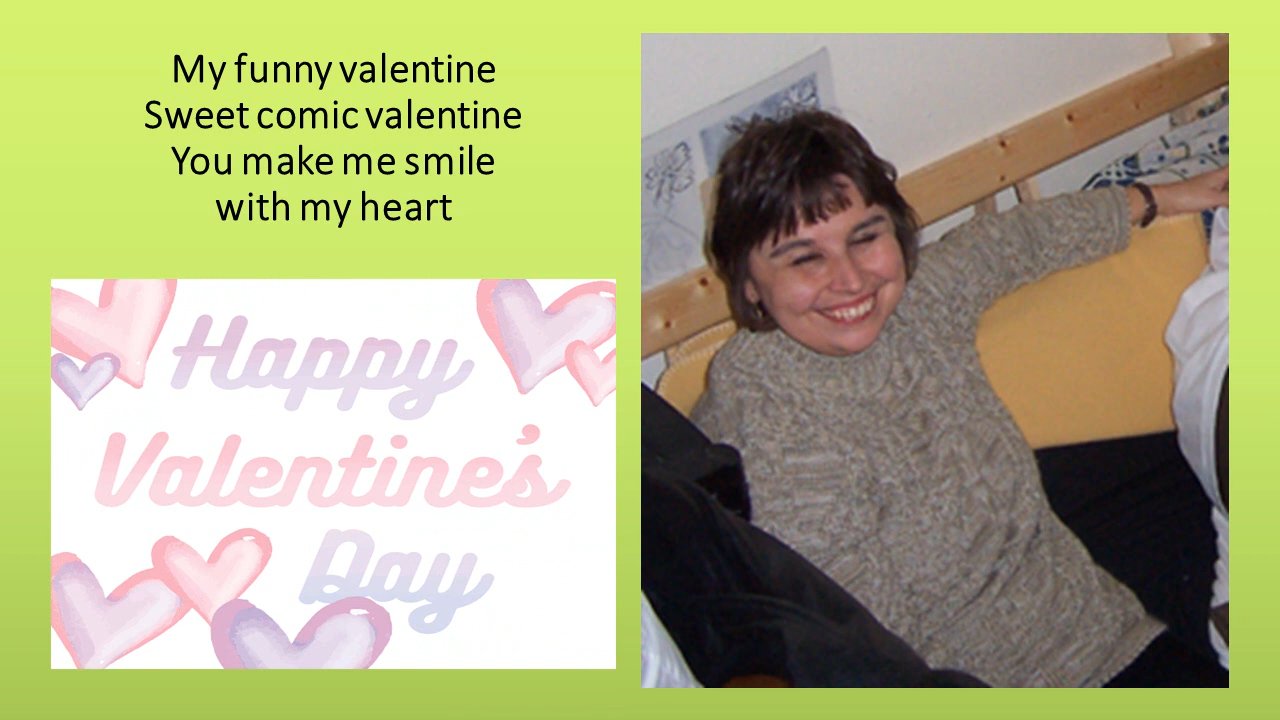 My funny valentine
Sweet comic valentine
You make me smile
with my heart
Happy
Valentine's
Day